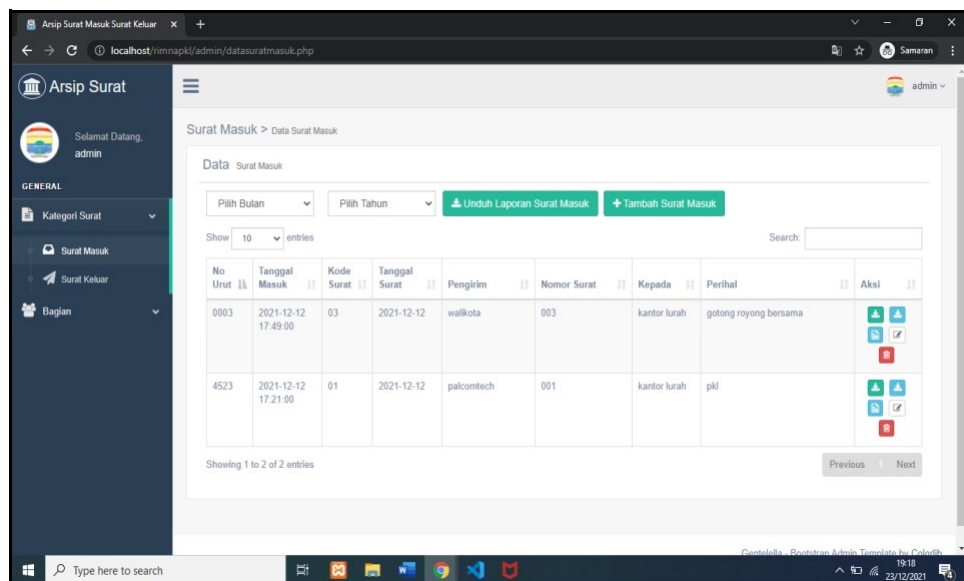 Arsip Surat Masuk Surat Keluar
localhost/rimnapkl/admin/datasuratmasuk.php
Samaran
Arsip Surat
admin
Selamat Datang,
admin
GENERAL
Kategori Surat
Surat Masuk
Surat Keluar
Bagian
Surat Masuk > Data Surat Masuk
Data Surat Masuk
Pilih Bulan
Pilih Tahun
Unduh Laporan Surat Masuk
+ Tambah Surat Masuk
Show 10 entries
Search:
No Urut
Tanggal Masuk
Kode Surat
Tanggal Surat
Pengirim
Nomor Surat
Kepada
Perihal
Aksi
0003
2021-12-12 17:49:00
03
2021-12-12
walikota
003
kantor lurah
gotong royong bersama
4523
2021-12-12 17:21:00
01
2021-12-12
palcomtech
001
kantor lurah
pkl
Showing 1 to 2 of 2 entries
Previous 1 Next
Gentelella - Bootstrap Admin Template by Colorlib
Type here to search
19:18
23/12/2021